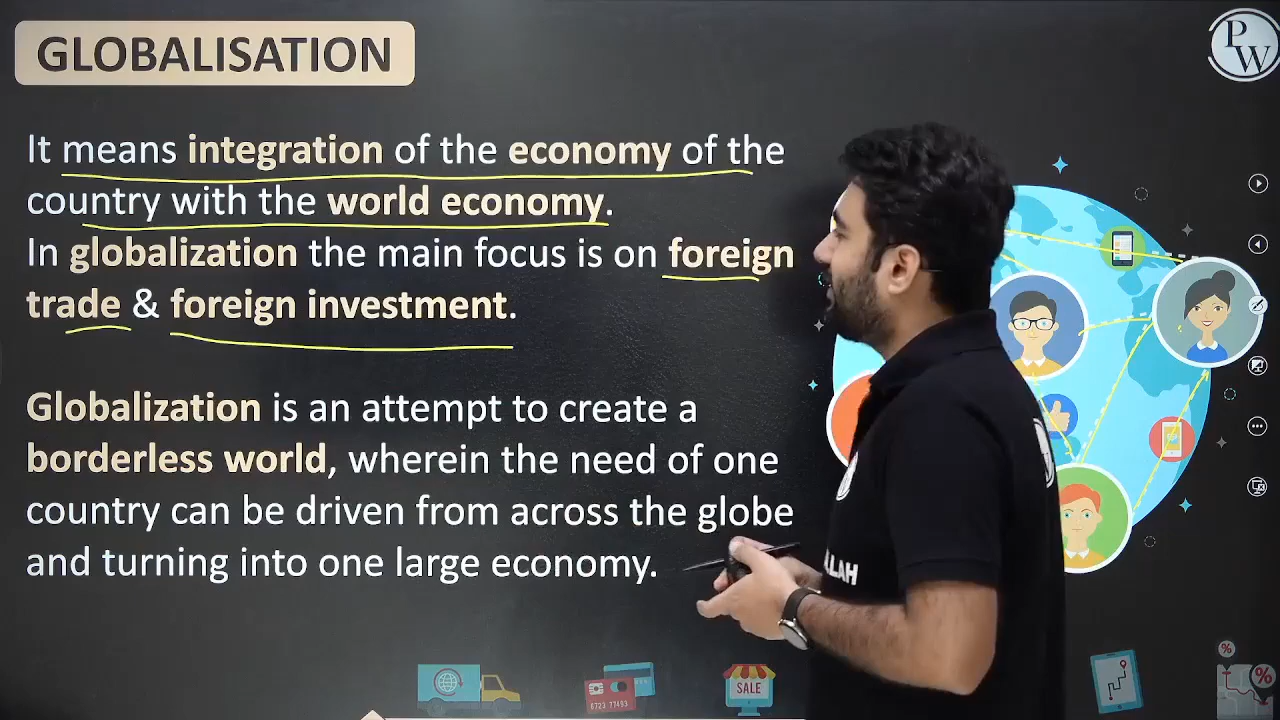 GLOBALISATION
PW
It means integration of the economy of the
country with the world economy.
In globalization the main focus is on foreign
trade & foreign investment.
Globalization is an attempt to create a
borderless world, wherein the need of one
country can be driven from across the globe
and turning into one large economy.
LLAH
SALE
%
%